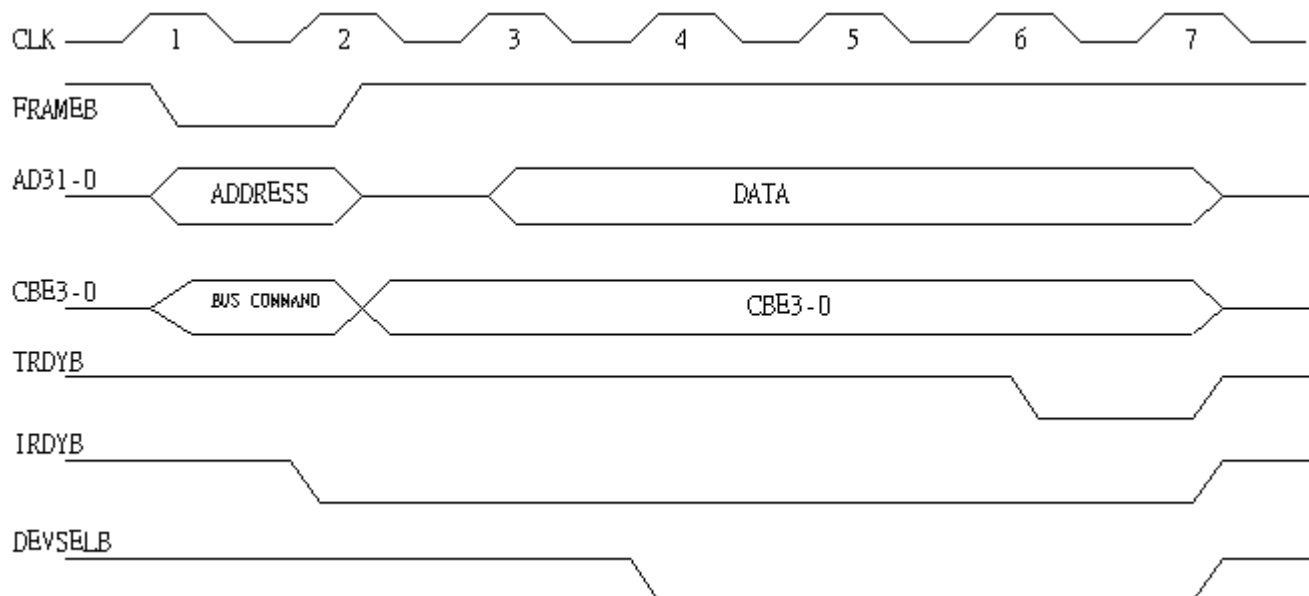 CLK 1 2 3 4 5 6 7
FRAMEB
AD31-0 ADDRESS DATA
CBE3-0 BUS COMMAND CBE3-0
TRDYB
IRDYB
DEVSELB